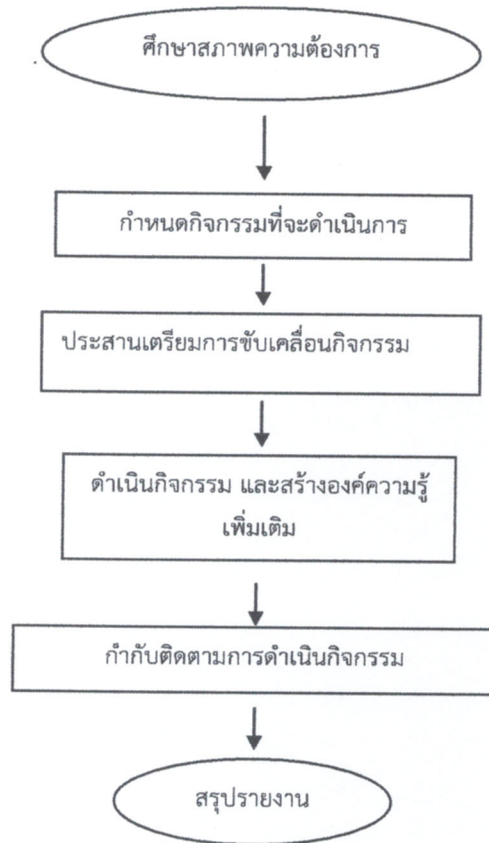 ศึกษาสภาพความต้องการ
กำหนดกิจกรรมที่จะดำเนินการ
ประสานเตรียมการขับเคลื่อนกิจกรรม
ดำเนินกิจกรรม และสร้างองค์ความรู้
เพิ่มเติม
กำกับติดตามการดำเนินกิจกรรม
สรุปรายงาน